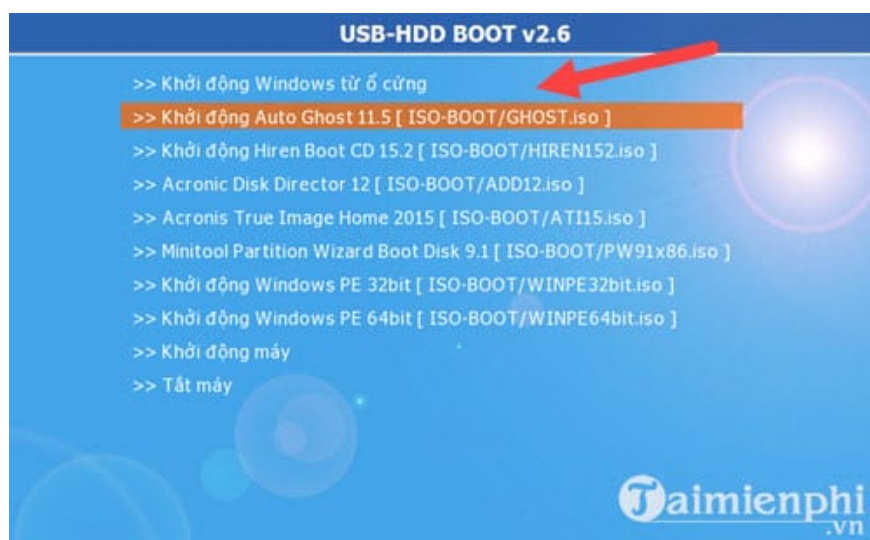 USB-HDD BOOT v2.6
>> Khởi động Windows từ ổ cứng
>> Khởi động Auto Ghost 11.5 [ ISO-BOOT/GHOST.iso ]
>> Khởi động Hiren Boot CD 15.2 [ ISO-BOOT/HIREN152.iso ]
>> Acronic Disk Director 12 [ ISO-BOOT/ADD12.iso ]
>> Acronis True Image Home 2015 [ ISO-BOOT/ATI15.iso ]
>> Minitool Partition Wizard Boot Disk 9.1 [ ISO-BOOT/PW91x86.iso ]
>> Khởi động Windows PE 32bit [ ISO-BOOT/WINPE32bit.iso ]
>> Khởi động Windows PE 64bit [ ISO-BOOT/WINPE64bit.iso ]
>> Khởi động máy
>> Tắt máy
Taimienphi
.vn